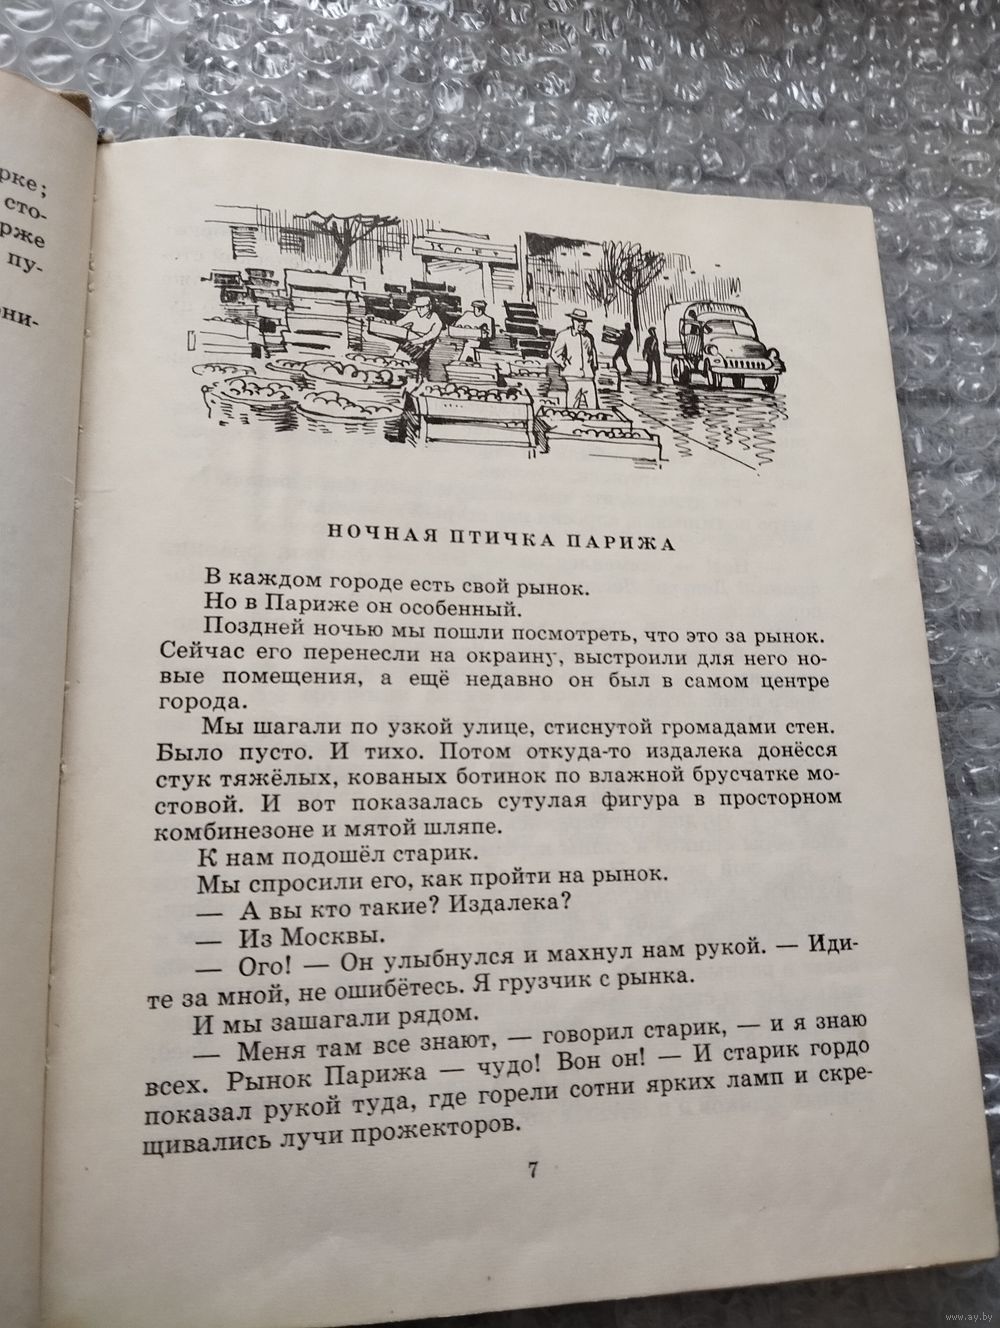 рке;
сто-
рже
пу-
ни-
НОЧНАЯ ПТИЧКА ПАРИЖА
В каждом городе есть свой рынок.
Но в Париже он особенный.
Поздней ночью мы пошли посмотреть, что это за рынок.
Сейчас его перенесли на окраину, выстроили для него но-
вые помещения, а ещё недавно он был в самом центре
города.
Мы шагали по узкой улице, стиснутой громадами стен.
Было пусто. И тихо. Потом откуда-то издалека донёсся
стук тяжёлых, кованых ботинок по влажной брусчатке мо-
стовой. И вот показалась сутулая фигура в просторном
комбинезоне и мятой шляпе.
К нам подошёл старик.
Мы спросили его, как пройти на рынок.
— А вы кто такие? Издалека?
— Из Москвы.
— Ого! — Он улыбнулся и махнул нам рукой. — Иди-
те за мной, не ошибётесь. Я грузчик с рынка.
И мы зашагали рядом.
— Меня там все знают, — говорил старик, — и я знаю
всех. Рынок Парижа — чудо! Вон он! — И старик гордо
показал рукой туда, где горели сотни ярких ламп и скре-
щивались лучи прожекторов.
7
www.ay.by